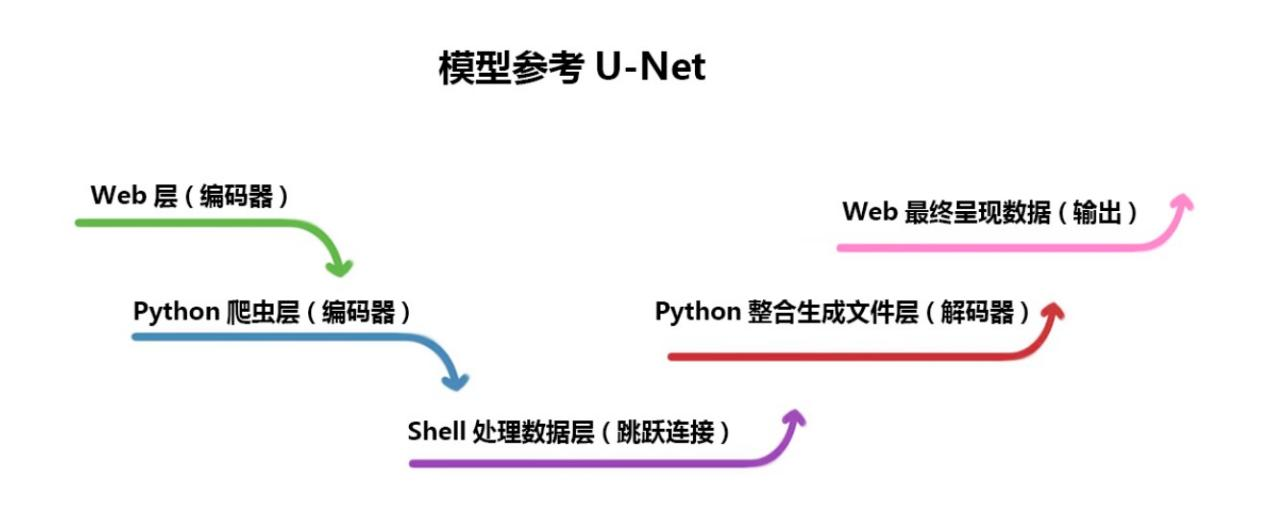 模型参考 U-Net
Web 层 ( 编码器 )
Web 最终呈现数据 ( 输出 )
Python 爬虫层 ( 编码器 )
Python 整合生成文件层 ( 解码器 )
Shell 处理数据层 ( 跳跃连接 )